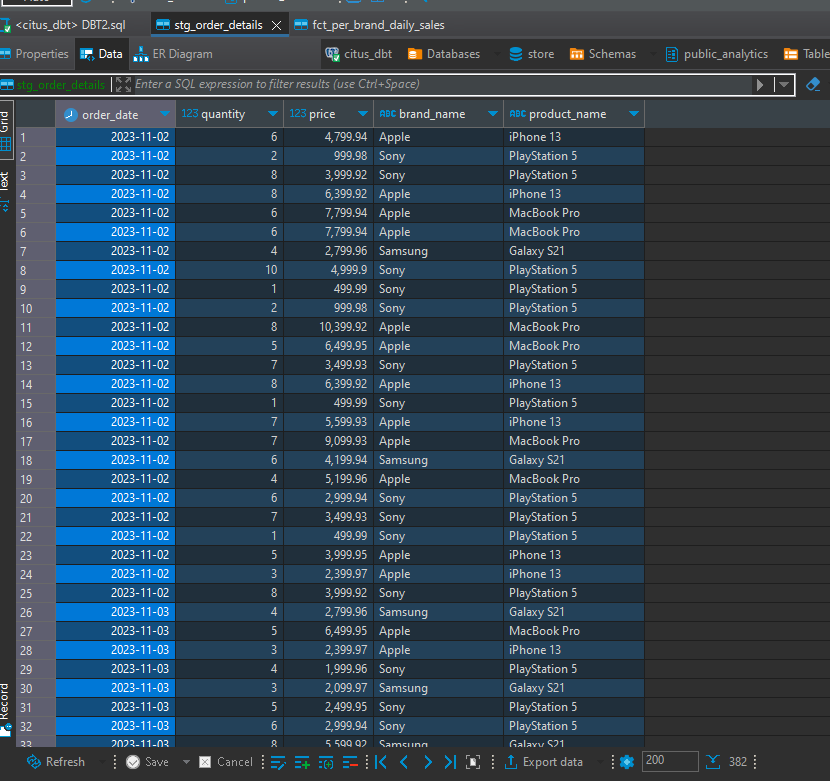 <citus_dbt> DBT2.sql stg_order_details fct_per_brand_daily_sales
Properties Data ER Diagram citus_dbt Databases store Schemas public_analytics Table
stg_order_details Enter a SQL expression to filter results (use Ctrl+Space)
Grid
Text
Record
order_date 123 quantity 123 price ABC brand_name ABC product_name
1 2023-11-02 6 4,799.94 Apple iPhone 13
2 2023-11-02 2 999.98 Sony PlayStation 5
3 2023-11-02 8 3,999.92 Sony PlayStation 5
4 2023-11-02 8 6,399.92 Apple iPhone 13
5 2023-11-02 6 7,799.94 Apple MacBook Pro
6 2023-11-02 6 7,799.94 Apple MacBook Pro
7 2023-11-02 4 2,799.96 Samsung Galaxy S21
8 2023-11-02 10 4,999.9 Sony PlayStation 5
9 2023-11-02 1 499.99 Sony PlayStation 5
10 2023-11-02 2 999.98 Sony PlayStation 5
11 2023-11-02 8 10,399.92 Apple MacBook Pro
12 2023-11-02 5 6,499.95 Apple MacBook Pro
13 2023-11-02 7 3,499.93 Sony PlayStation 5
14 2023-11-02 8 6,399.92 Apple iPhone 13
15 2023-11-02 1 499.99 Sony PlayStation 5
16 2023-11-02 7 5,599.93 Apple iPhone 13
17 2023-11-02 7 9,099.93 Apple MacBook Pro
18 2023-11-02 6 4,199.94 Samsung Galaxy S21
19 2023-11-02 4 5,199.96 Apple MacBook Pro
20 2023-11-02 6 2,999.94 Sony PlayStation 5
21 2023-11-02 7 3,499.93 Sony PlayStation 5
22 2023-11-02 1 499.99 Sony PlayStation 5
23 2023-11-02 5 3,999.95 Apple iPhone 13
24 2023-11-02 3 2,399.97 Apple iPhone 13
25 2023-11-02 8 3,999.92 Sony PlayStation 5
26 2023-11-03 4 2,799.96 Samsung Galaxy S21
27 2023-11-03 5 6,499.95 Apple MacBook Pro
28 2023-11-03 3 2,399.97 Apple iPhone 13
29 2023-11-03 4 1,999.96 Sony PlayStation 5
30 2023-11-03 3 2,099.97 Samsung Galaxy S21
31 2023-11-03 5 2,499.95 Sony PlayStation 5
32 2023-11-03 6 2,999.94 Sony PlayStation 5
33 2023-11-03 8 5,599.92 Samsung Galaxy S21
Refresh Save Cancel Export data 200 382